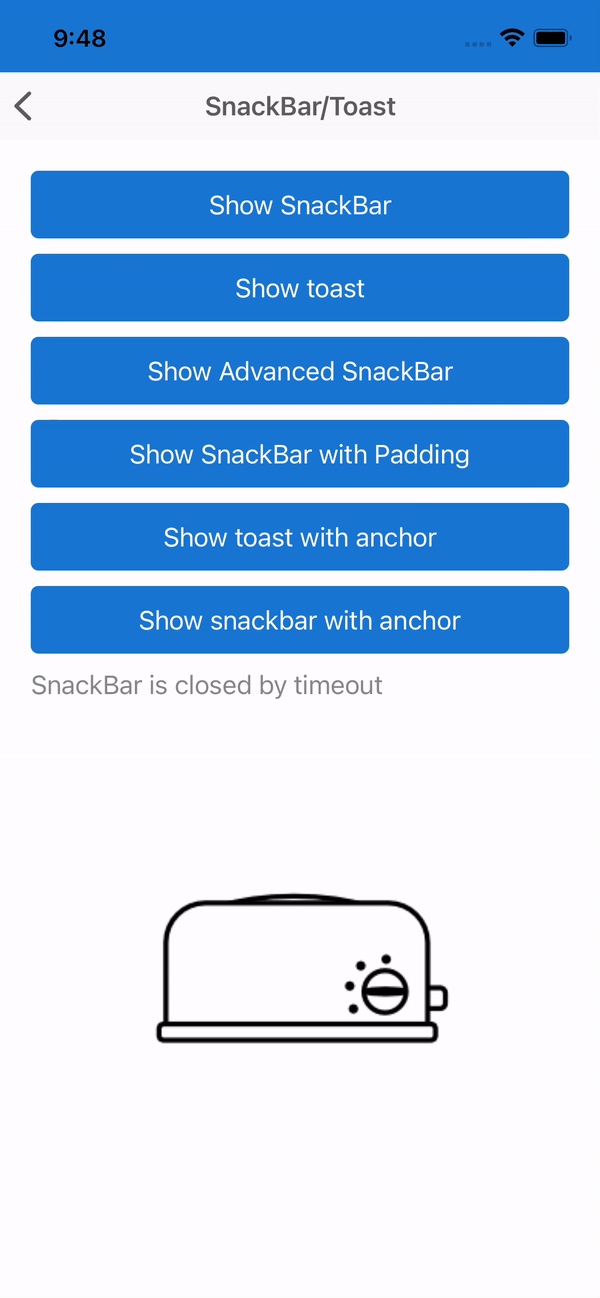 9:48
SnackBar/Toast
Show SnackBar
Show toast
Show Advanced SnackBar
Show SnackBar with Padding
Show toast with anchor
Show snackbar with anchor
SnackBar is closed by timeout